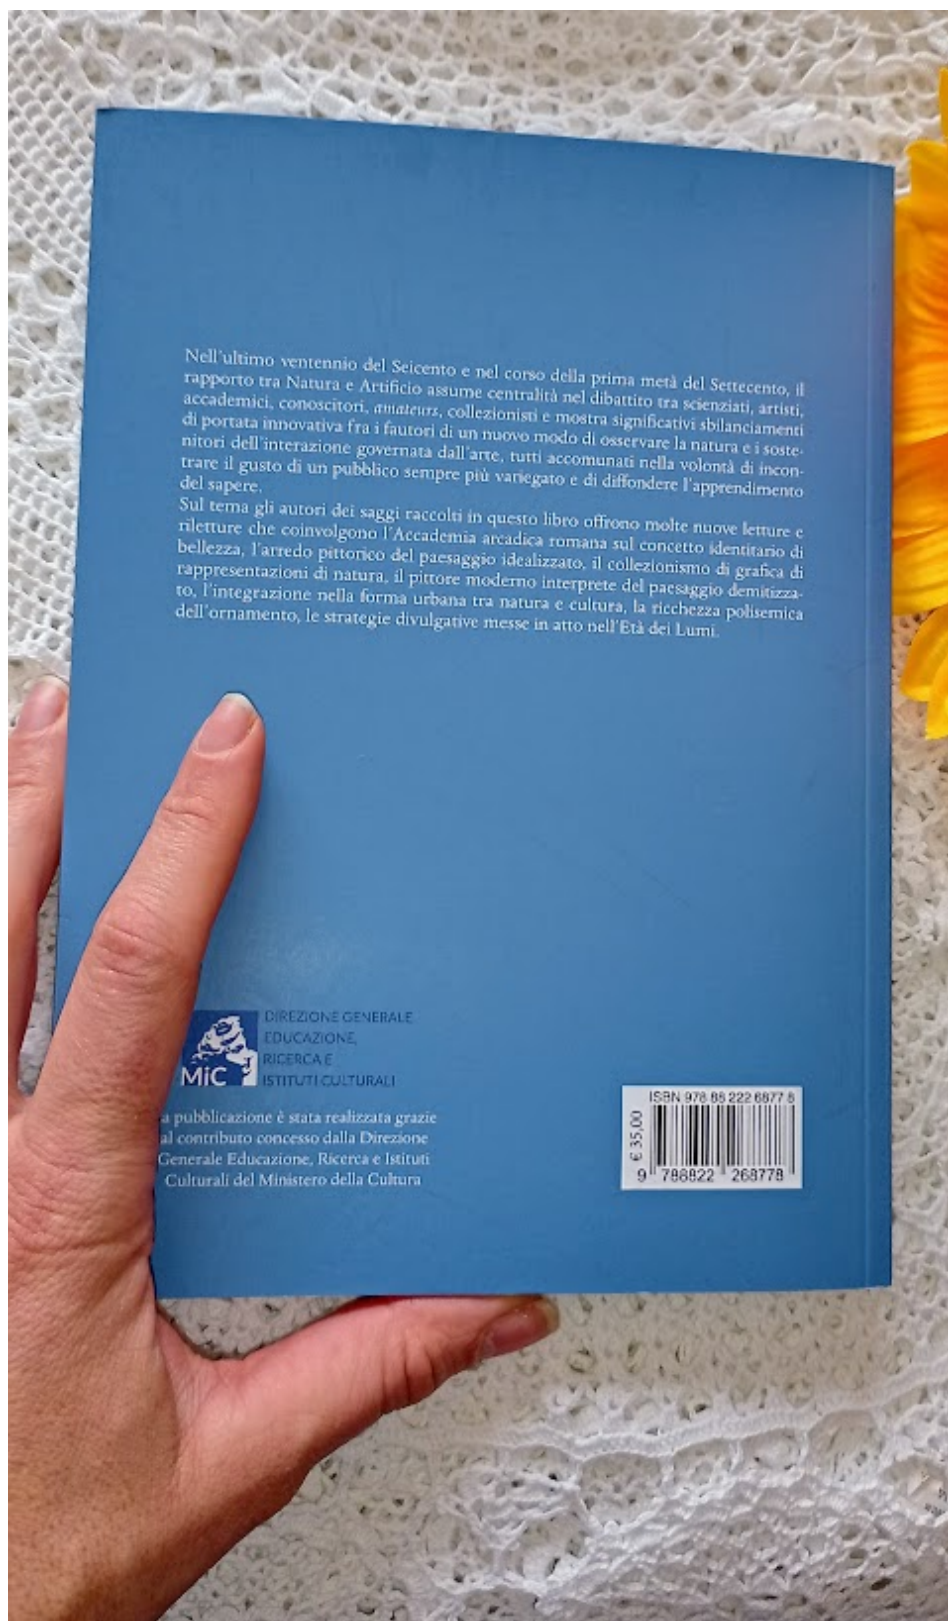 Nell'ultimo ventennio del Seicento e nel corso della prima metà del Settecento, il
rapporto tra Natura e Artificio assume centralità nel dibattito tra scienziati, artisti,
accademici, conoscitori, amateurs, collezionisti e mostra significativi sbilanciamenti
di portata innovativa fra i fautori di un nuovo modo di osservare la natura e i soste-
nitori dell'interazione governata dall'arte, tutti accomunati nella volontà di incon-
trare il gusto di un pubblico sempre più variegato e di diffondere l'apprendimento
del sapere.
Sul tema gli autori dei saggi raccolti in questo libro offrono molte nuove letture e
riletture che coinvolgono l'Accademia arcadica romana sul concetto identitario di
bellezza, l'arredo pittorico del paesaggio idealizzato, il collezionismo di grafica di
rappresentazioni di natura, il pittore moderno interprete del paesaggio demitizza-
to, l'integrazione nella forma urbana tra natura e cultura, la ricchezza polisemica
dell'ornamento, le strategie divulgative messe in atto nell'Età dei Lumi.
MiC
DIREZIONE GENERALE
EDUCAZIONE,
RICERCA E
ISTITUTI CULTURALI
a pubblicazione è stata realizzata grazie
al contributo concesso dalla Direzione
Generale Educazione, Ricerca e Istituti
Culturali del Ministero della Cultura
ISBN 978 88 222 6877 8
€ 35,00
9 788822 268778